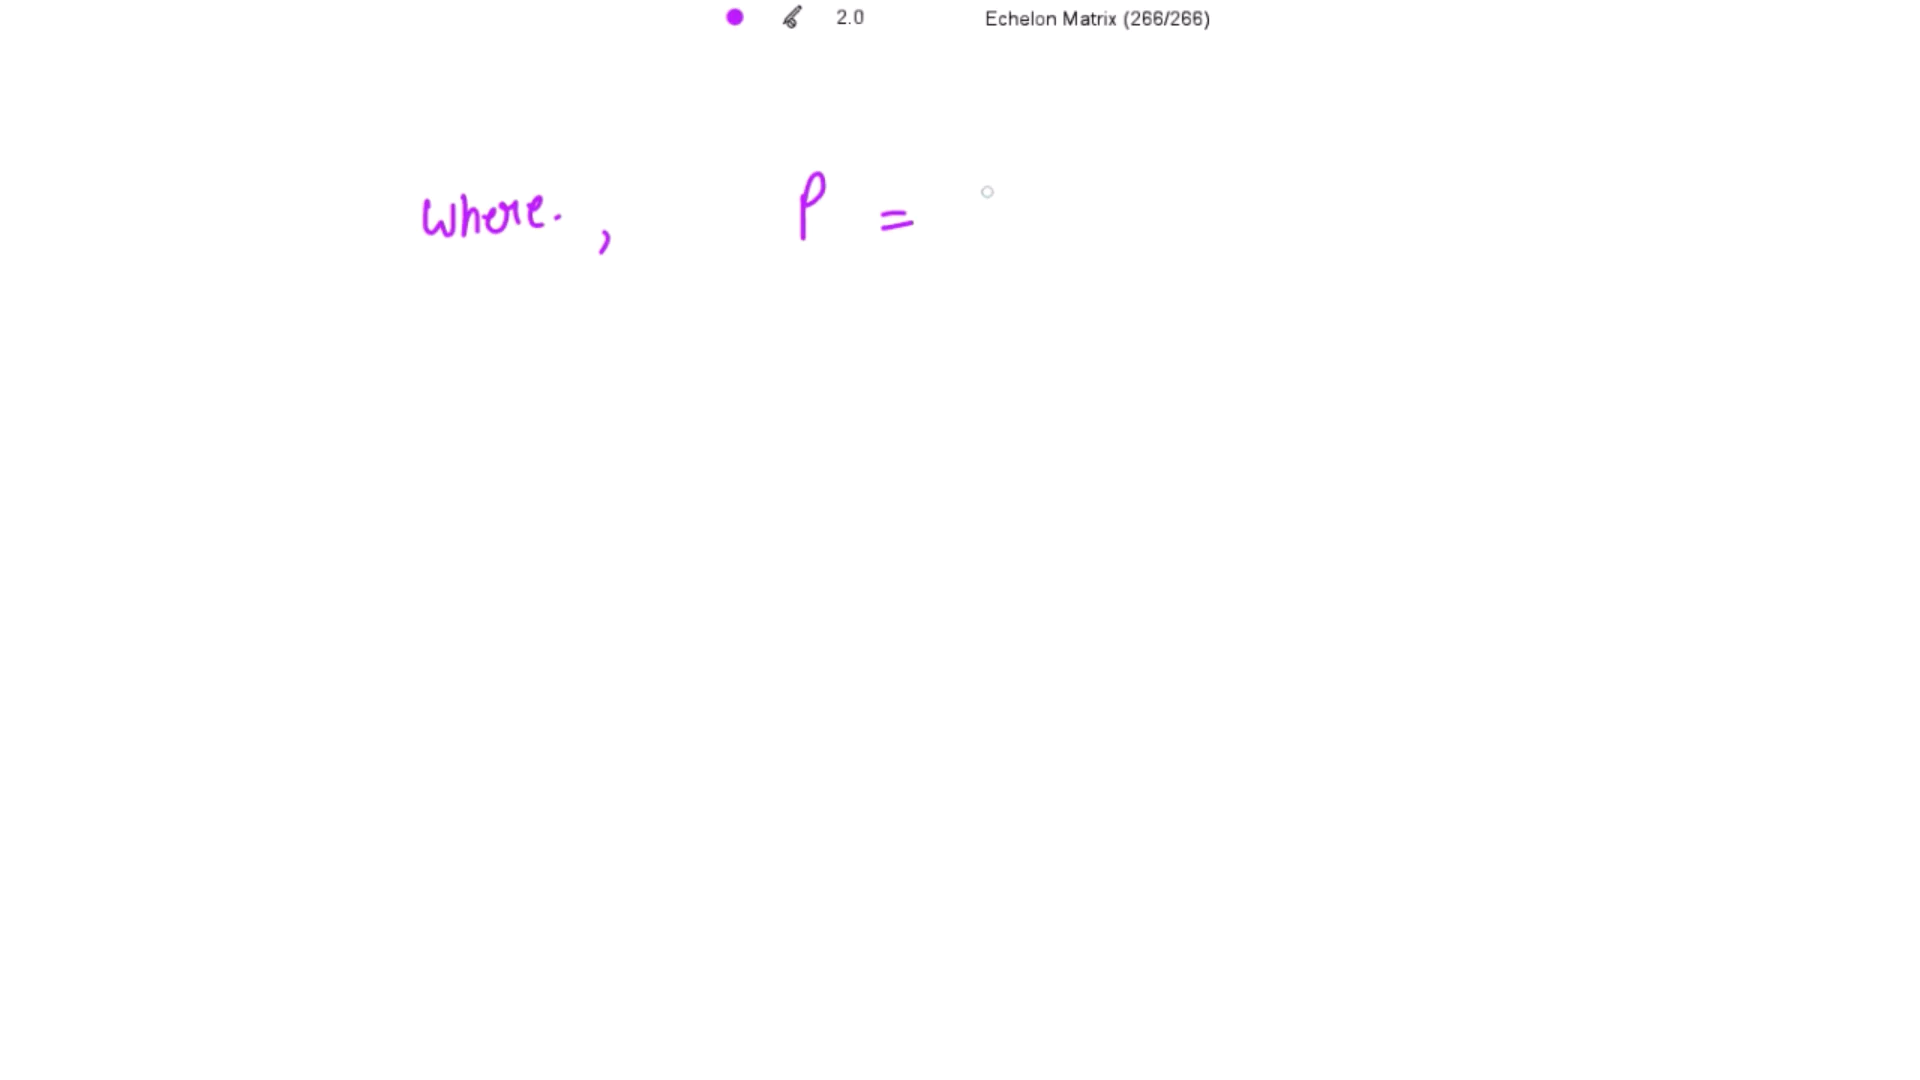 2.0 Echelon Matrix (266/266)
where. , P =